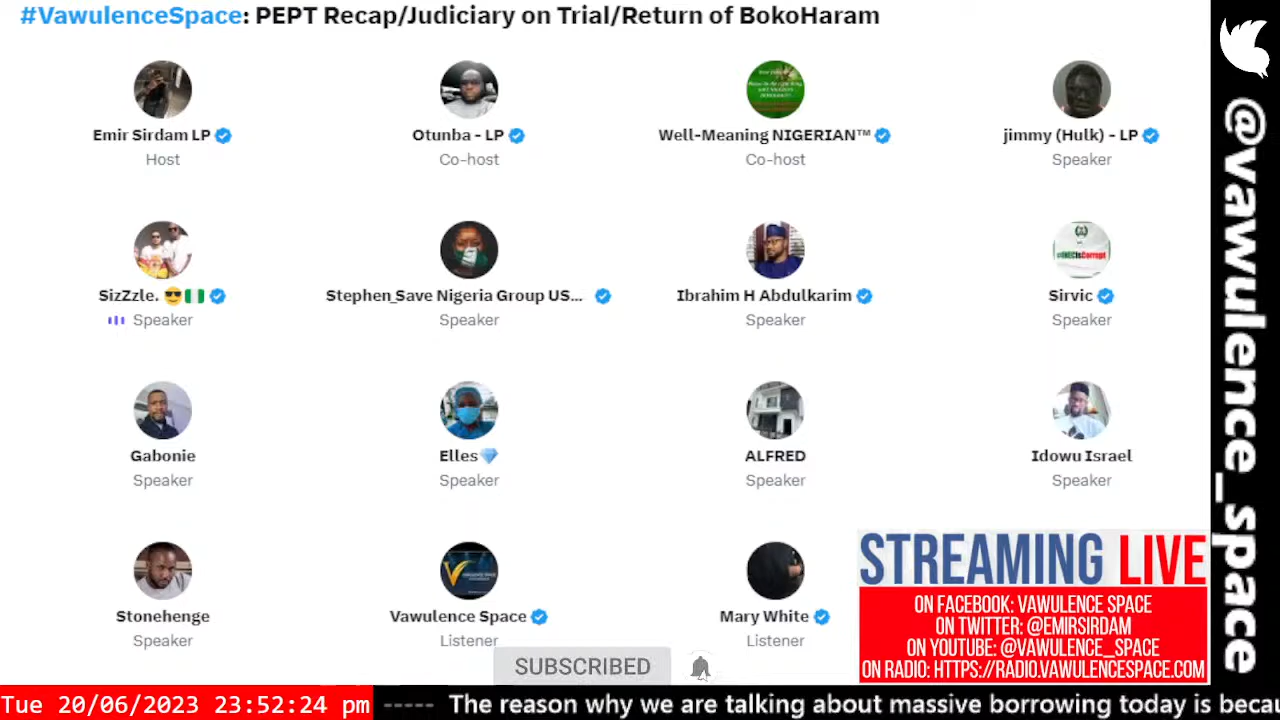 #VawulenceSpace: PEPT Recap/Judiciary on Trial/Return of BokoHaram
Emir Sirdam LP
Host
Otunba - LP
Co-host
Well-Meaning NIGERIAN™
Co-host
jimmy (Hulk) - LP
Speaker
SizZzle. 😎🇳🇬
Speaker
Stephen_Save Nigeria Group US...
Speaker
Ibrahim H Abdulkarim
Speaker
#INECIsCorrupt
Sirvic
Speaker
Gabonie
Speaker
Elles💎
Speaker
ALFRED
Speaker
Idowu Israel
Speaker
Stonehenge
Speaker
Vawulence Space
Listener
Mary White
Listener
STREAMING LIVE
ON FACEBOOK: VAWULENCE SPACE
ON TWITTER: @EMIRSIRDAM
ON YOUTUBE: @VAWULENCE_SPACE
ON RADIO: HTTPS://RADIO.VAWULENCESPACE.COM
SUBSCRIBED
@vawulence_space
Tue 20/06/2023 23:52:24 pm
----- The reason why we are talking about massive borrowing today is becau